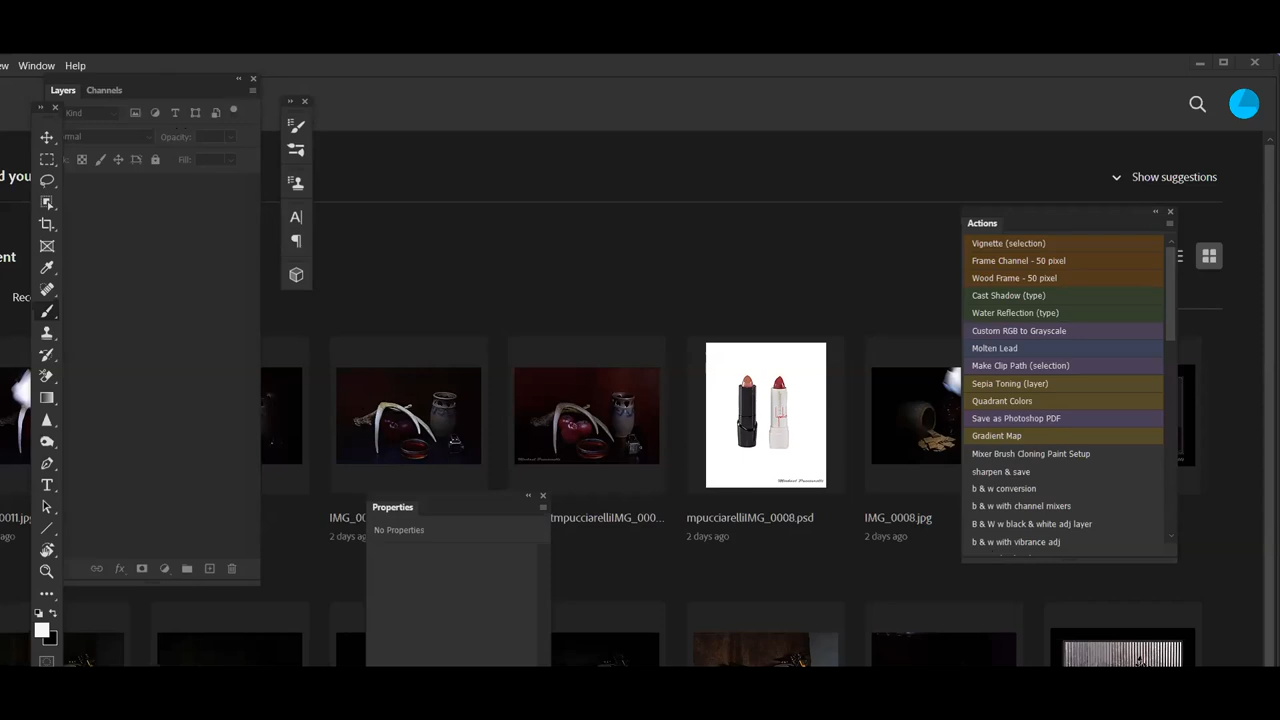 Window Help
Layers Channels
Kind
Opacity:
Fill:
Show suggestions
Actions
Vignette (selection)
Frame Channel - 50 pixel
Wood Frame - 50 pixel
Cast Shadow (type)
Water Reflection (type)
Custom RGB to Grayscale
Molten Lead
Make Clip Path (selection)
Sepia Toning (layer)
Quadrant Colors
Save as Photoshop PDF
Gradient Map
Mixer Brush Cloning Paint Setup
sharpen & save
b & w conversion
b & w with channel mixers
B & W w black & white adj layer
b & w with vibrance adj
Properties
No Properties
mpucciarelliIMG_0008.psd
2 days ago
IMG_0008.jpg
2 days ago